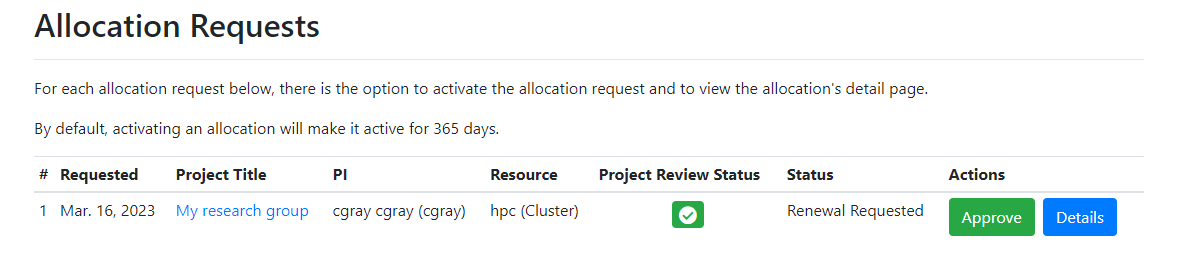 Allocation Requests
For each allocation request below, there is the option to activate the allocation request and to view the allocation's detail page.
By default, activating an allocation will make it active for 365 days.
# Requested Project Title PI Resource Project Review Status Status Actions
1 Mar. 16, 2023 My research group cgray cgray (cgray) hpc (Cluster) Renewal Requested Approve Details